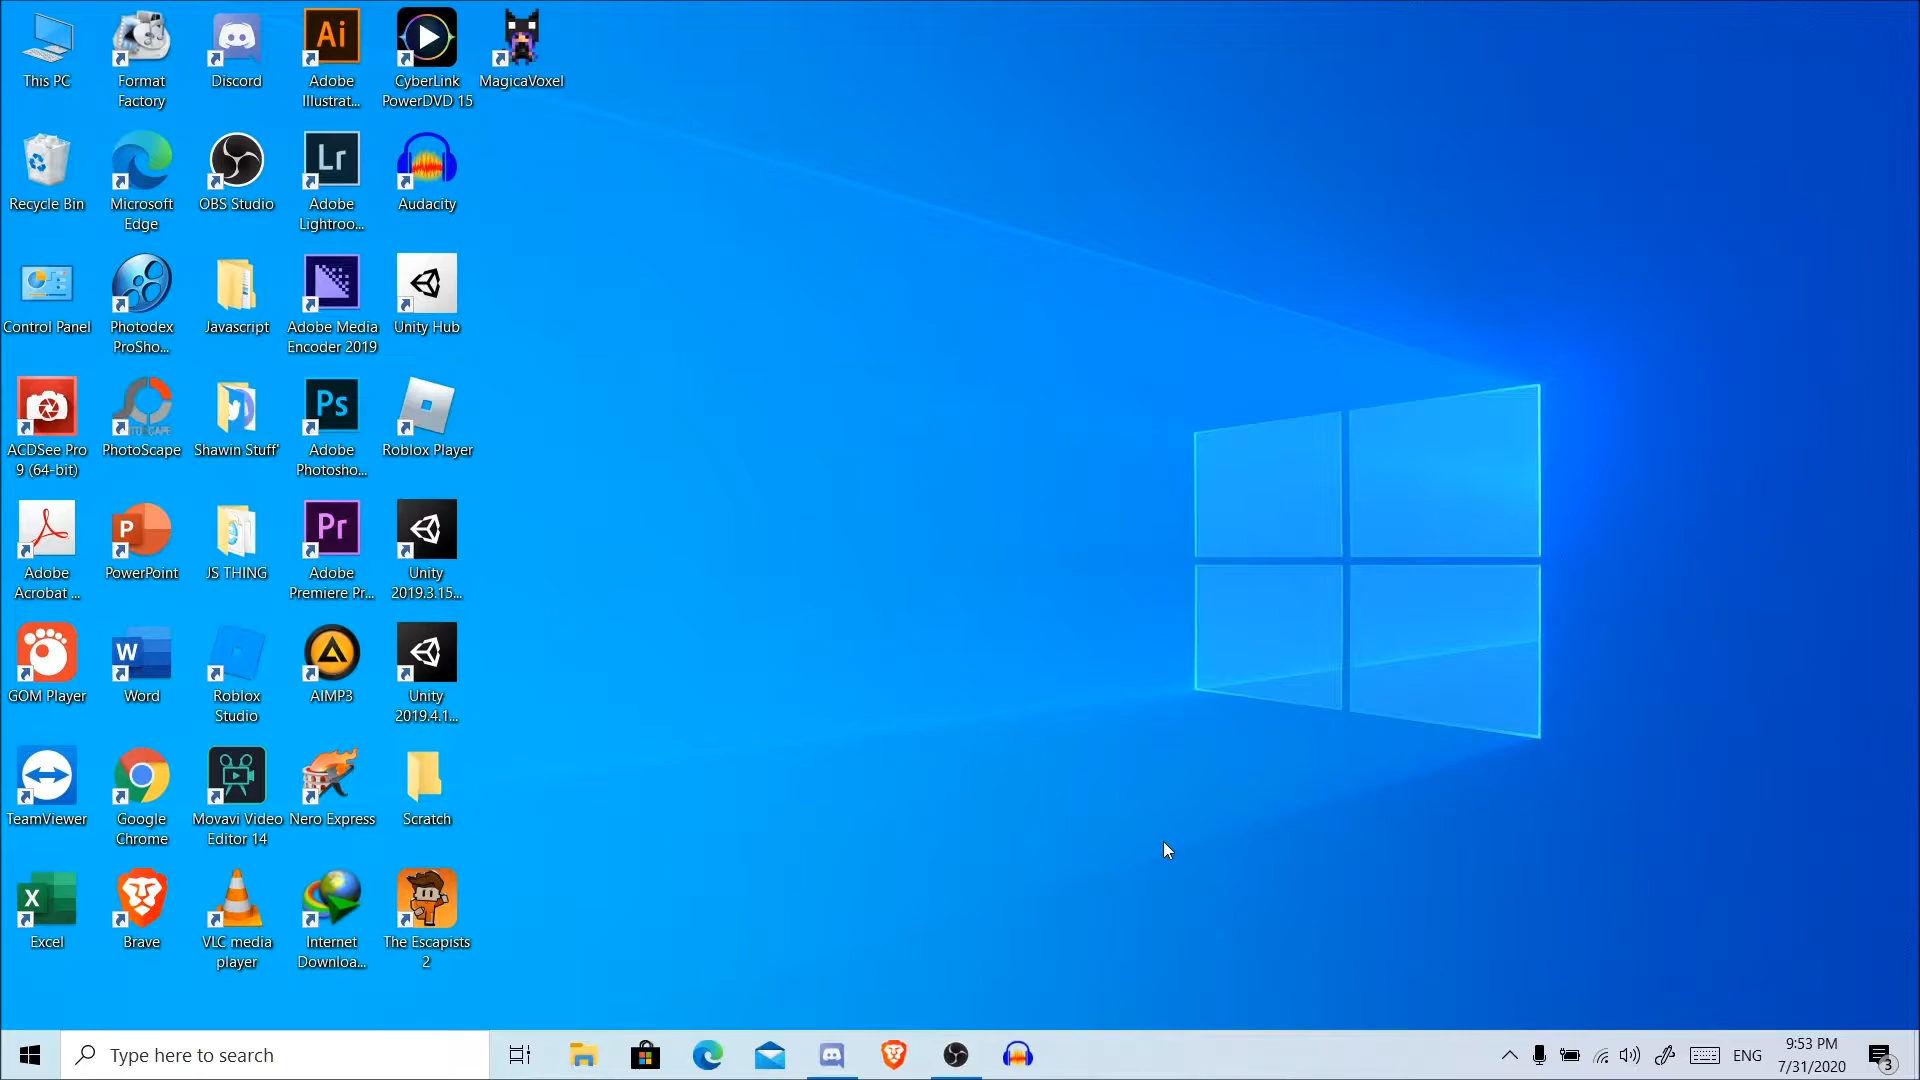 This PC
Format
Factory
Discord
Ai
Adobe
Illustrat...
CyberLink
PowerDVD 15
MagicaVoxel
Recycle Bin
Microsoft
Edge
OBS Studio
Lr
Adobe
Lightroo...
Audacity
Control Panel
Photodex
ProSho...
Javascript
Adobe Media
Encoder 2019
Unity Hub
ACDSee Pro
9 (64-bit)
PhotoScape
Shawin Stuff'
Ps
Adobe
Photosho...
Roblox Player
Adobe
Acrobat ...
P
PowerPoint
JS THING
Pr
Adobe
Premiere Pr...
Unity
2019.3.15...
GOM Player
W
Word
Roblox
Studio
AIMP3
Unity
2019.4.1...
TeamViewer
Google
Chrome
Movavi Video
Editor 14
Nero Express
Scratch
X
Excel
Brave
VLC media
player
Internet
Downloa...
The Escapists
2
Type here to search
ENG
9:53 PM
7/31/2020
3